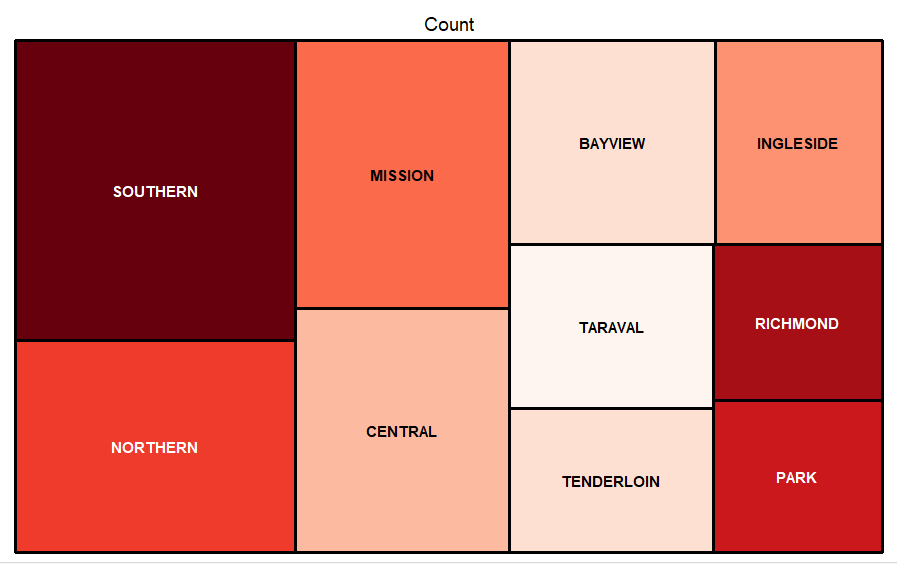 Count
SOUTHERN
NORTHERN
MISSION
CENTRAL
BAYVIEW
INGLESIDE
TARAVAL
RICHMOND
TENDERLOIN
PARK